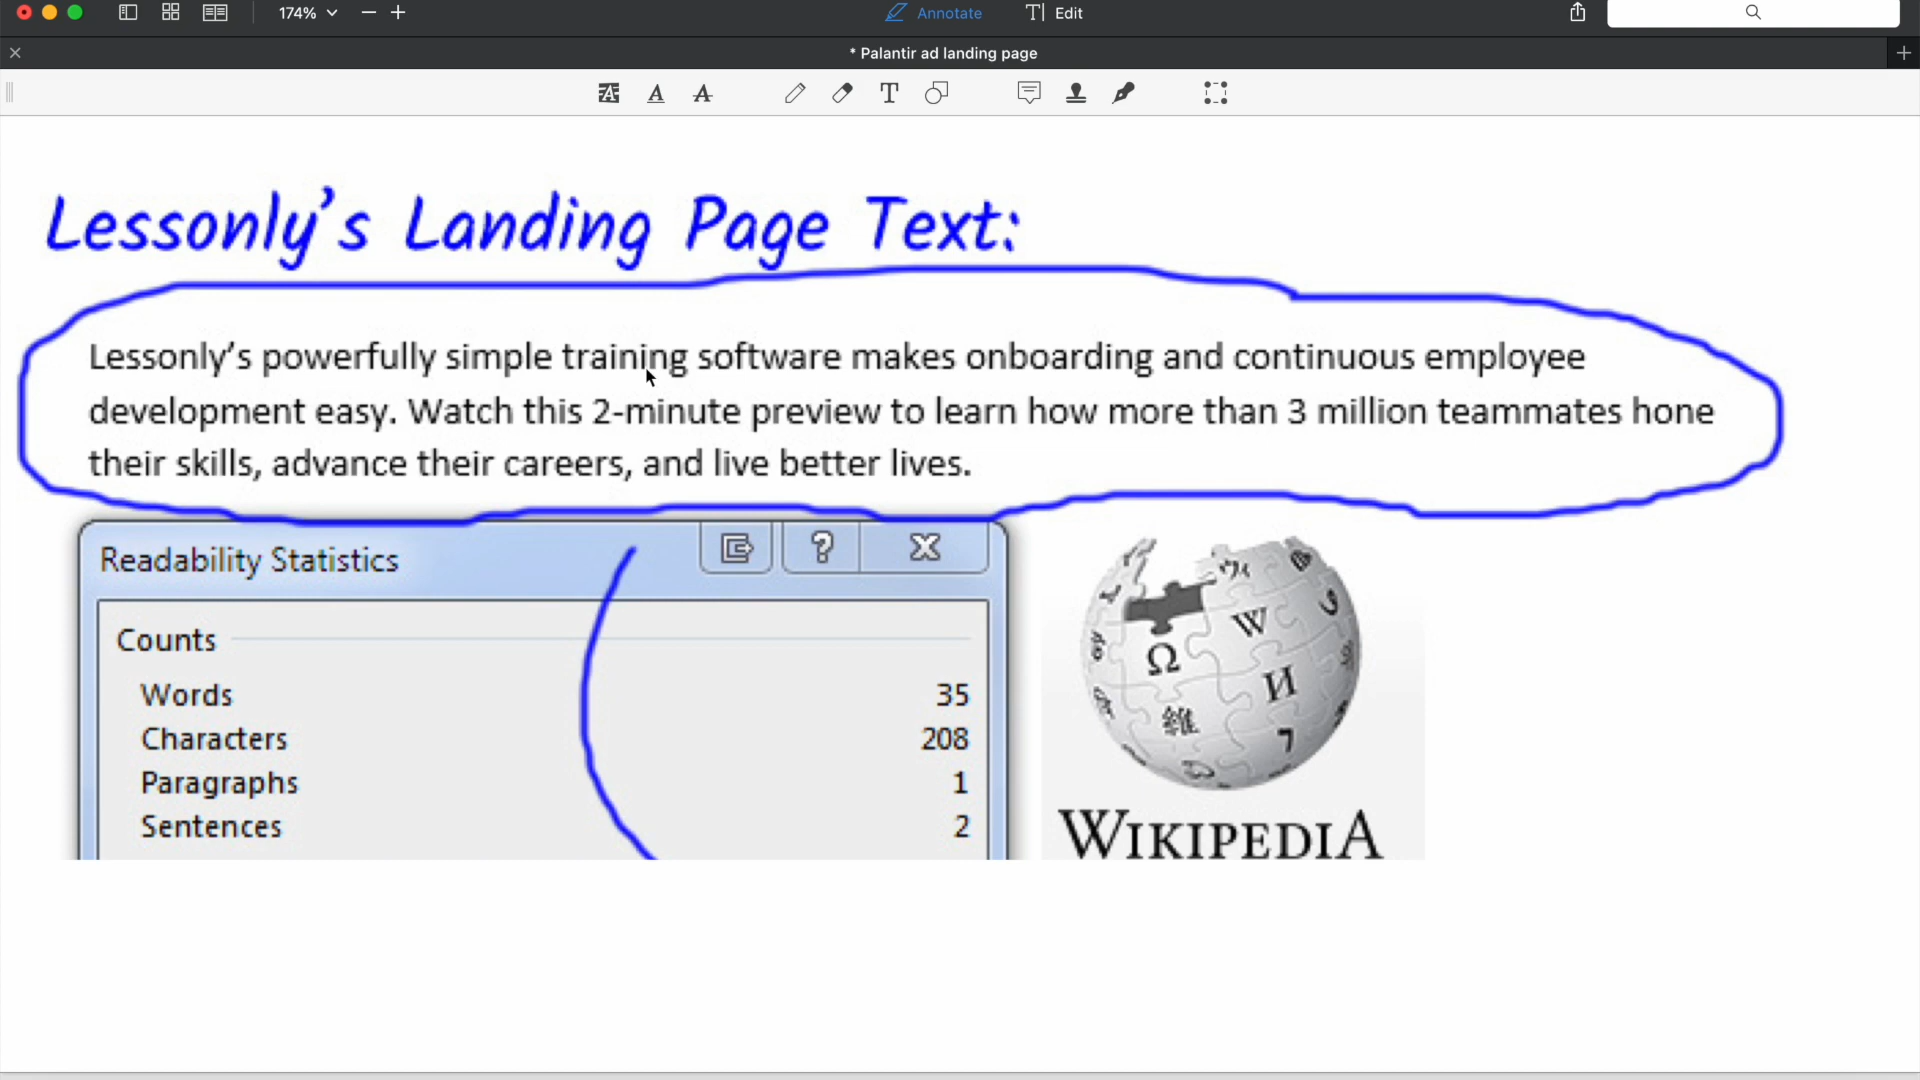 174%
Annotate
Edit
* Palantir ad landing page
Lessonly's Landing Page Text:
Lessonly's powerfully simple training software makes onboarding and continuous employee
development easy. Watch this 2-minute preview to learn how more than 3 million teammates hone
their skills, advance their careers, and live better lives.
Readability Statistics
Counts
Words 35
Characters 208
Paragraphs 1
Sentences 2
Ω W И 維 ל
WIKIPEDIA